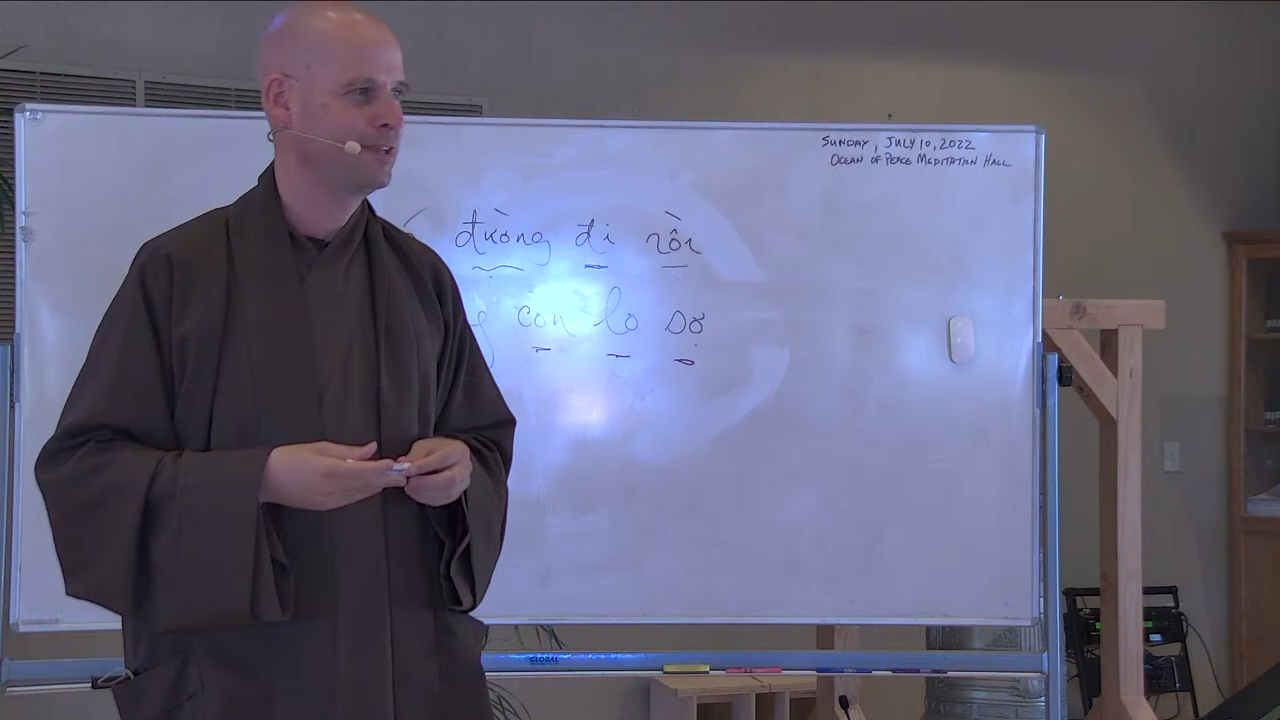 SUNDAY, JULY 10, 2022
OCEAN OF PEACE MEDITATION HALL
đường đi rồi
con lo sợ
GLOBAL